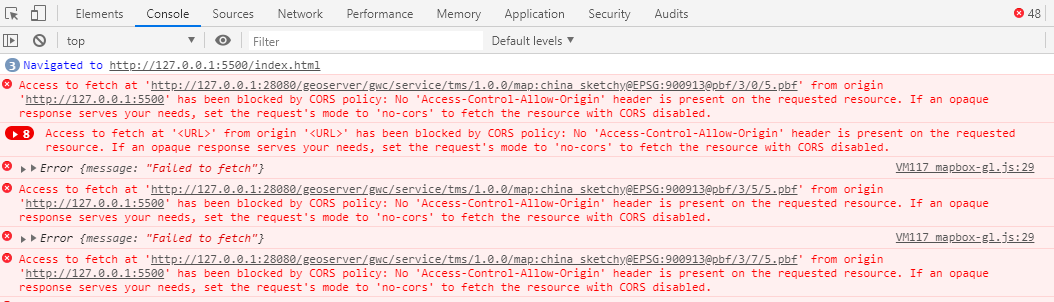 Elements Console Sources Network Performance Memory Application Security Audits 48
top Filter Default levels
3 Navigated to http://127.0.0.1:5500/index.html
Access to fetch at 'http://127.0.0.1:28080/geoserver/gwc/service/tms/1.0.0/map:china_sketchy@EPSG:900913@pbf/3/0/5.pbf' from origin
'http://127.0.0.1:5500' has been blocked by CORS policy: No 'Access-Control-Allow-Origin' header is present on the requested resource. If an opaque
response serves your needs, set the request's mode to 'no-cors' to fetch the resource with CORS disabled.
8 Access to fetch at '<URL>' from origin '<URL>' has been blocked by CORS policy: No 'Access-Control-Allow-Origin' header is present on the requested
resource. If an opaque response serves your needs, set the request's mode to 'no-cors' to fetch the resource with CORS disabled.
Error {message: "Failed to fetch"} VM117 mapbox-gl.js:29
Access to fetch at 'http://127.0.0.1:28080/geoserver/gwc/service/tms/1.0.0/map:china_sketchy@EPSG:900913@pbf/3/5/5.pbf' from origin
'http://127.0.0.1:5500' has been blocked by CORS policy: No 'Access-Control-Allow-Origin' header is present on the requested resource. If an opaque
response serves your needs, set the request's mode to 'no-cors' to fetch the resource with CORS disabled.
Error {message: "Failed to fetch"} VM117 mapbox-gl.js:29
Access to fetch at 'http://127.0.0.1:28080/geoserver/gwc/service/tms/1.0.0/map:china_sketchy@EPSG:900913@pbf/3/7/5.pbf' from origin
'http://127.0.0.1:5500' has been blocked by CORS policy: No 'Access-Control-Allow-Origin' header is present on the requested resource. If an opaque
response serves your needs, set the request's mode to 'no-cors' to fetch the resource with CORS disabled.